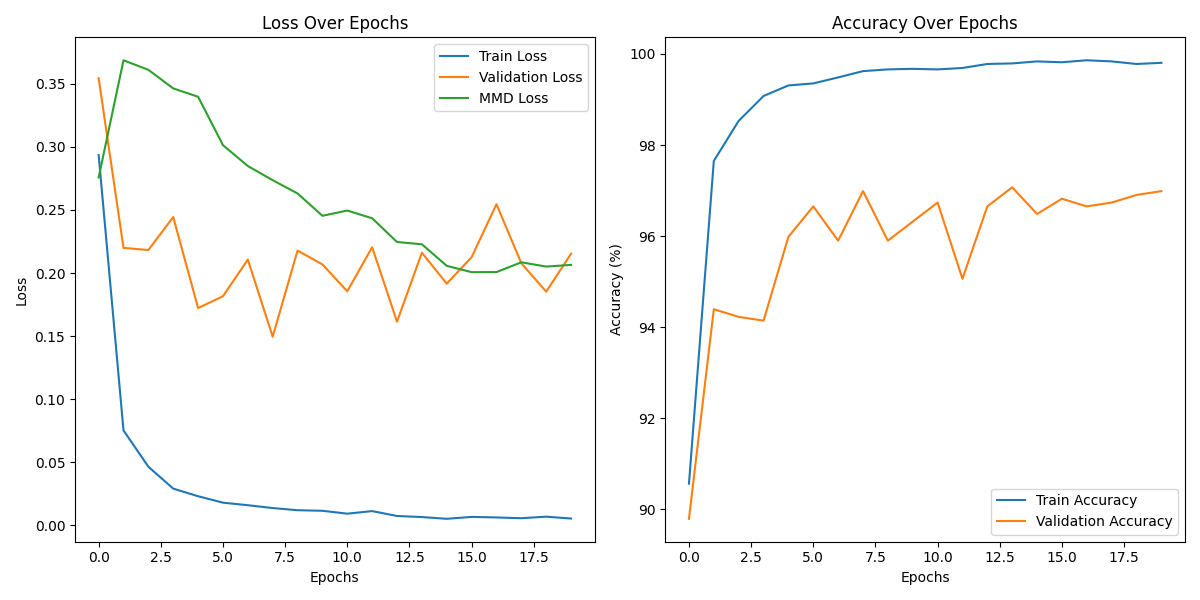 Loss Over Epochs
Train Loss
Validation Loss
MMD Loss
Loss
0.35
0.30
0.25
0.20
0.15
0.10
0.05
0.00
0.0 2.5 5.0 7.5 10.0 12.5 15.0 17.5
Epochs
Accuracy Over Epochs
Accuracy (%)
100
98
96
94
92
90
Train Accuracy
Validation Accuracy
0.0 2.5 5.0 7.5 10.0 12.5 15.0 17.5
Epochs